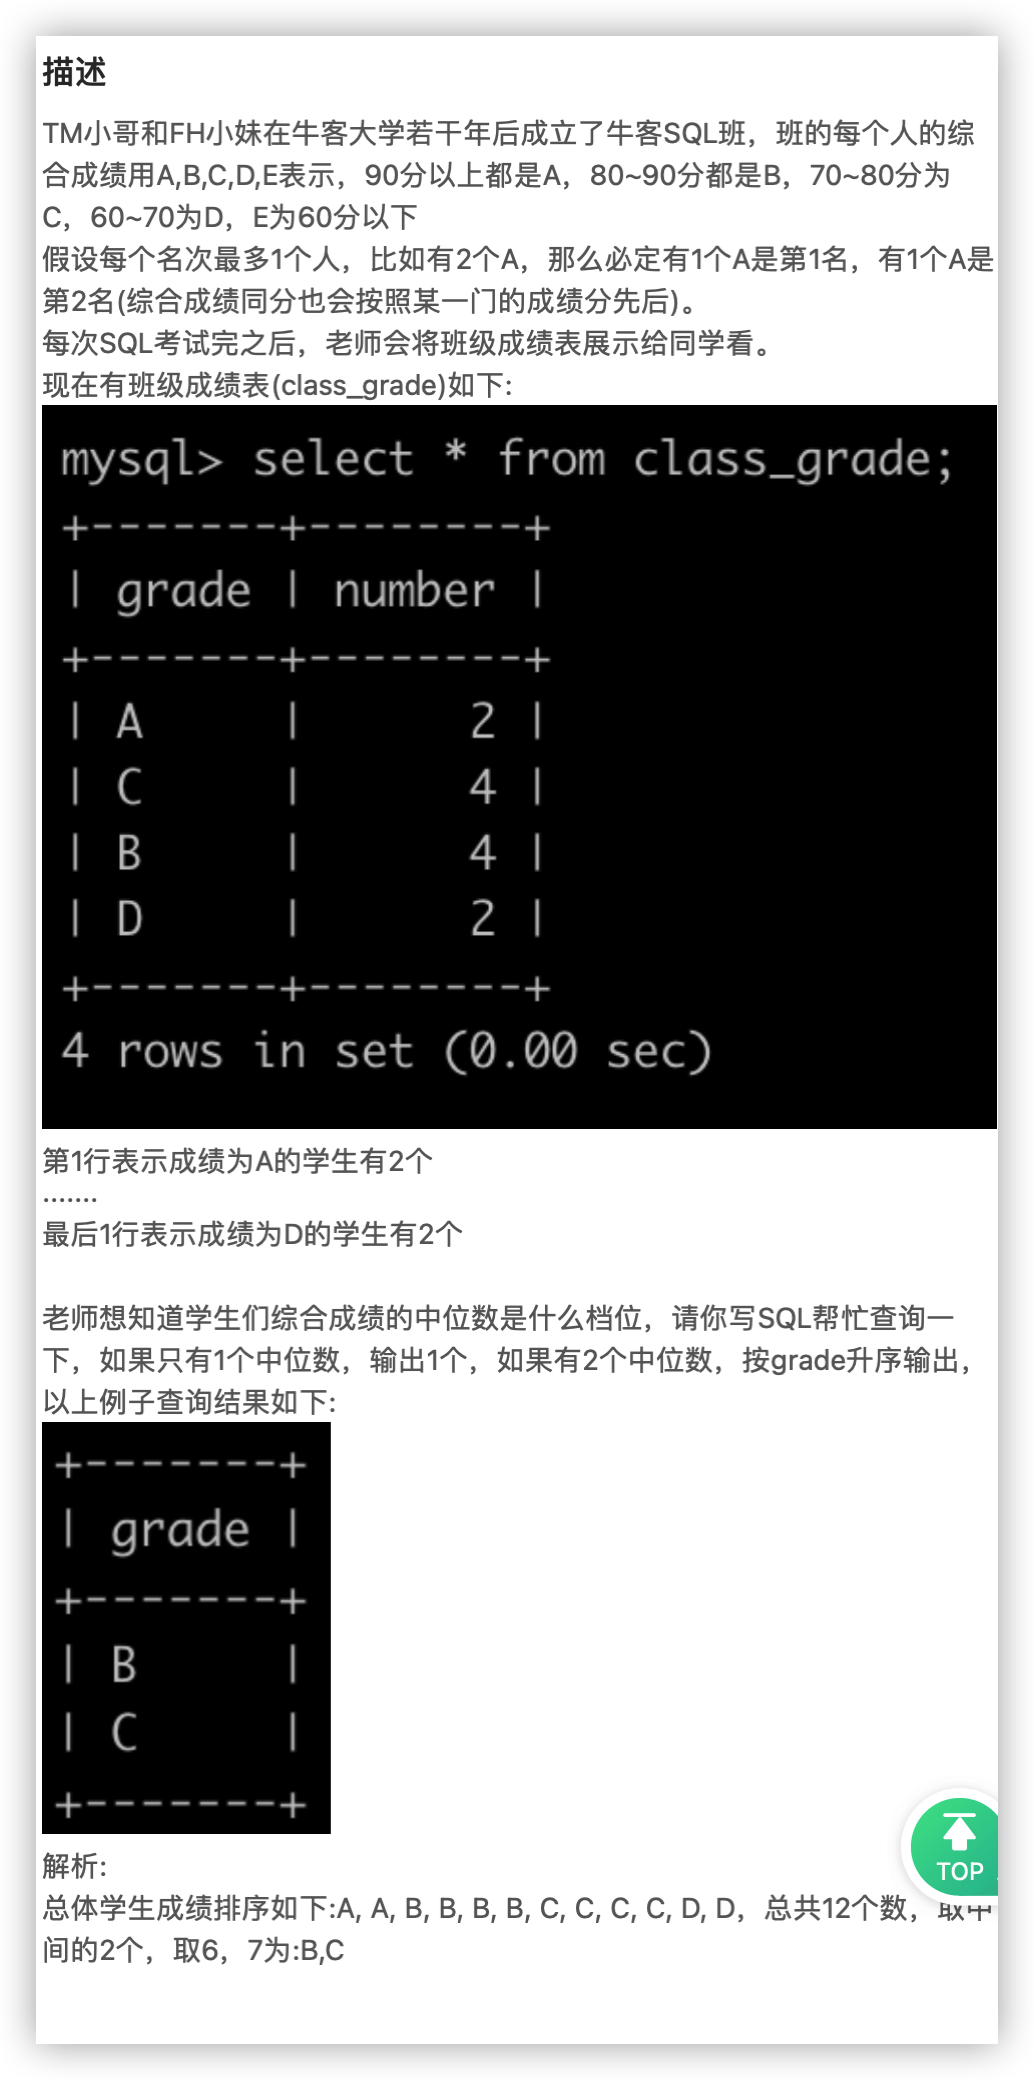 描述
TM小哥和FH小妹在牛客大学若干年后成立了牛客SQL班，班的每个人的综
合成绩用A,B,C,D,E表示，90分以上都是A，80~90分都是B，70~80分为
C，60~70为D，E为60分以下
假设每个名次最多1个人，比如有2个A，那么必定有1个A是第1名，有1个A是
第2名(综合成绩同分也会按照某一门的成绩分先后)。
每次SQL考试完之后，老师会将班级成绩表展示给同学看。
现在有班级成绩表(class_grade)如下:
mysql> select * from class_grade;
+-------+--------+
| grade | number |
+-------+--------+
| A     |      2 |
| C     |      4 |
| B     |      4 |
| D     |      2 |
+-------+--------+
4 rows in set (0.00 sec)
第1行表示成绩为A的学生有2个
.......
最后1行表示成绩为D的学生有2个
老师想知道学生们综合成绩的中位数是什么档位，请你写SQL帮忙查询一
下，如果只有1个中位数，输出1个，如果有2个中位数，按grade升序输出，
以上例子查询结果如下:
+-------+
| grade |
+-------+
| B     |
| C     |
+-------+
解析:
TOP
总体学生成绩排序如下:A, A, B, B, B, B, C, C, C, C, D, D，总共12个数，取中
间的2个，取6，7为:B,C